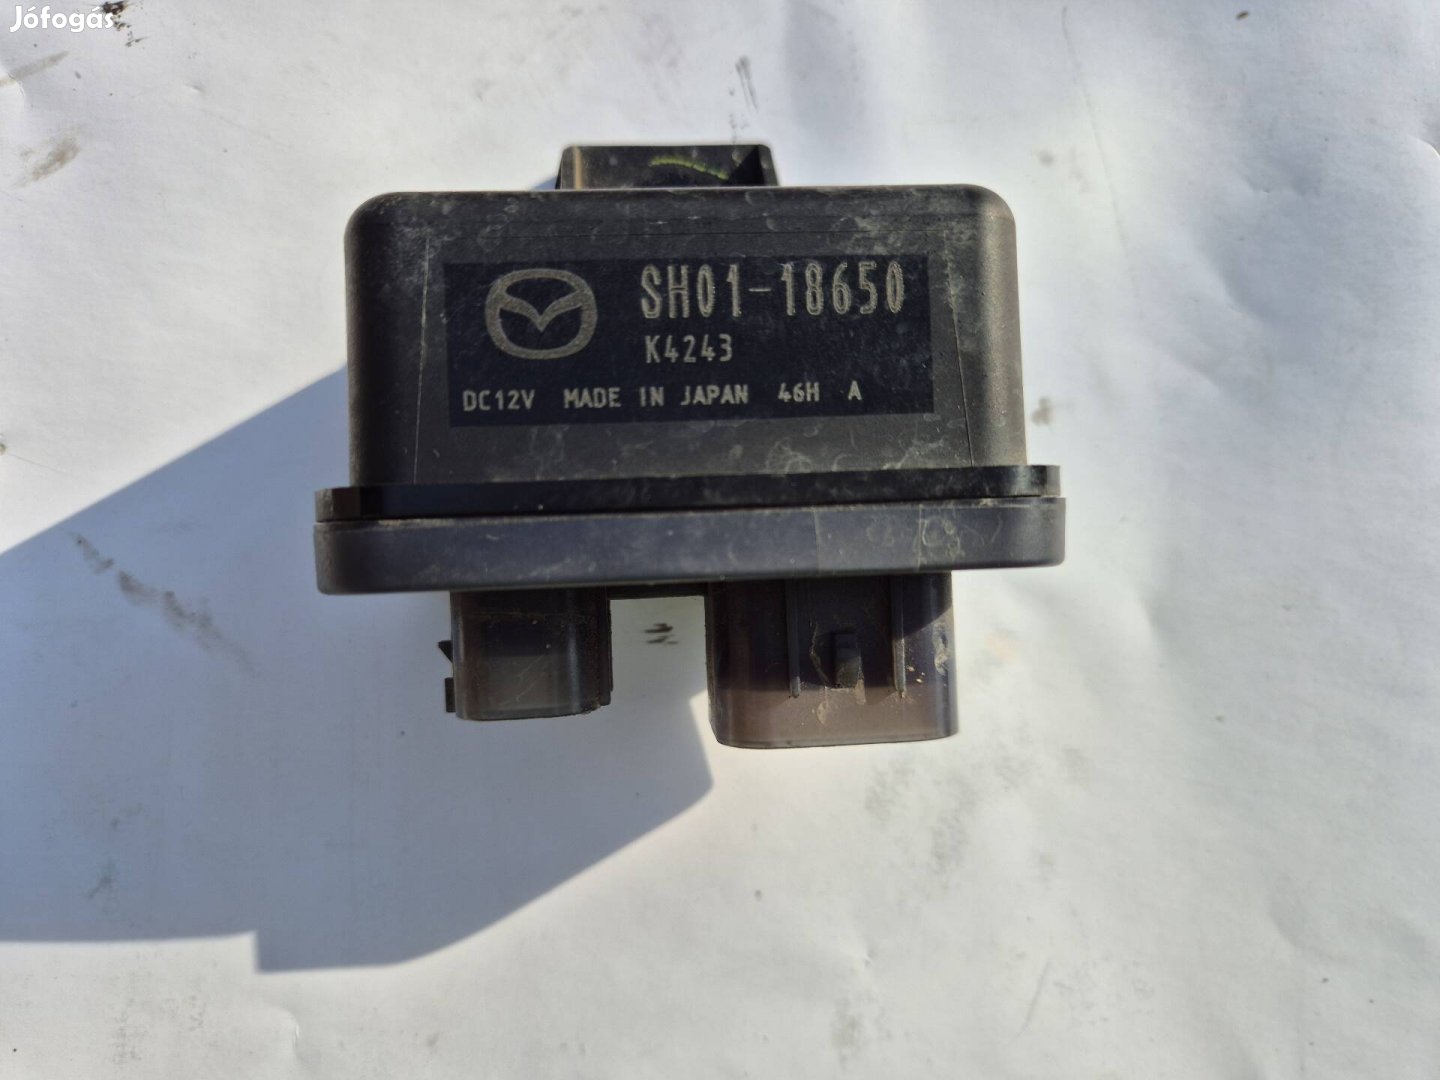 Jófogás
SH01-18650
K4243
DC12V MADE IN JAPAN 46H A